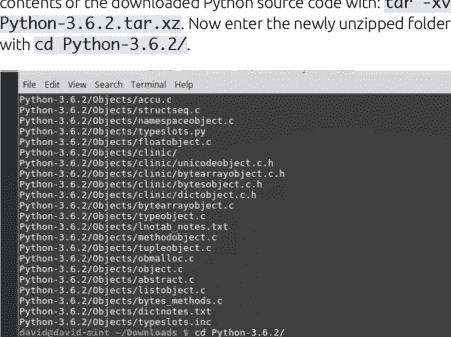 contents of the downloaded Python source code with: tar -xv
Python-3.6.2.tar.xz. Now enter the newly unzipped folder
with cd Python-3.6.2/.
File Edit View Search Terminal Help
Python-3.6.2/Objects/accu.c
Python-3.6.2/Objects/structseq.c
Python-3.6.2/Objects/namespaceobject.c
Python-3.6.2/Objects/typeslots.py
Python-3.6.2/Objects/floatobject.c
Python-3.6.2/Objects/clinic/
Python-3.6.2/Objects/clinic/unicodeobject.c.h
Python-3.6.2/Objects/clinic/bytearrayobject.c.h
Python-3.6.2/Objects/clinic/bytesobject.c.h
Python-3.6.2/Objects/clinic/dictobject.c.h
Python-3.6.2/Objects/bytearrayobject.c
Python-3.6.2/Objects/typeobject.c
Python-3.6.2/Objects/lnotab_notes.txt
Python-3.6.2/Objects/methodobject.c
Python-3.6.2/Objects/tupleobject.c
Python-3.6.2/Objects/obmalloc.c
Python-3.6.2/Objects/object.c
Python-3.6.2/Objects/abstract.c
Python-3.6.2/Objects/listobject.c
Python-3.6.2/Objects/bytes_methods.c
Python-3.6.2/Objects/dictnotes.txt
Python-3.6.2/Objects/typeslots.inc
david@david-mint ~/Downloads $ cd Python-3.6.2/